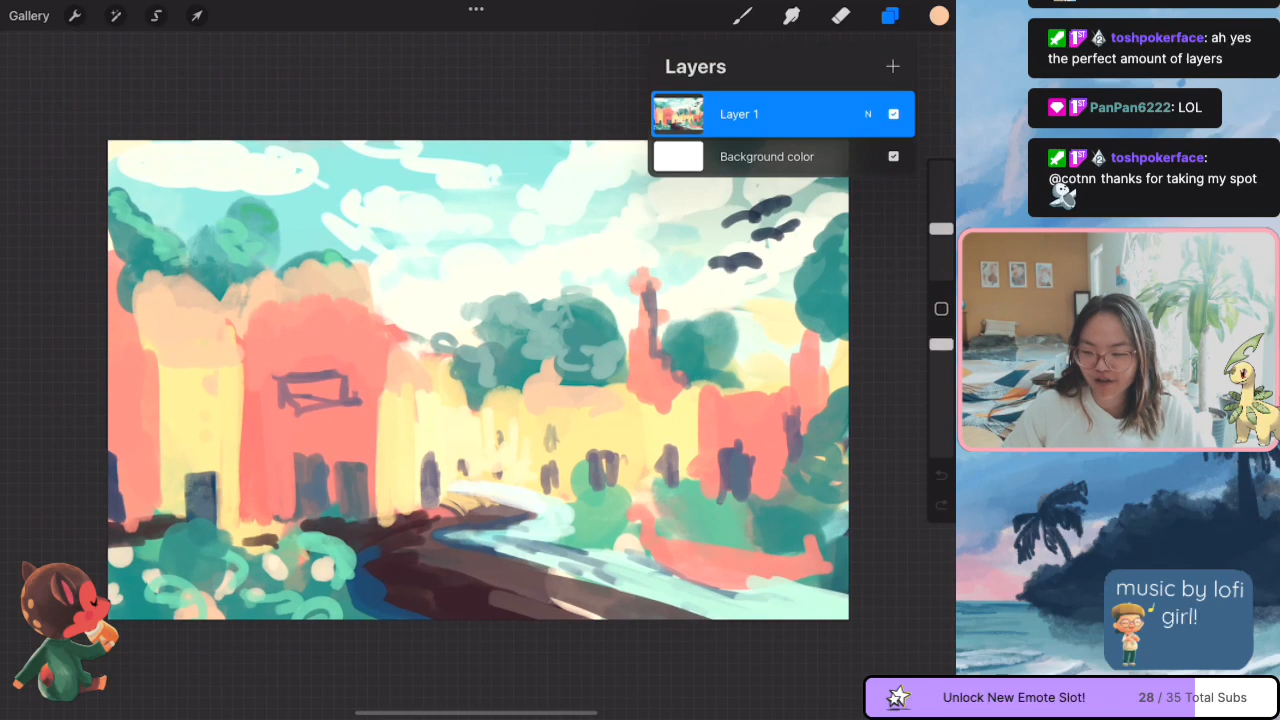 Gallery
Layers
Layer 1
N
Background color
toshpokerface: ah yes
the perfect amount of layers
PanPan6222: LOL
toshpokerface:
@cotnn thanks for taking my spot
music by lofi
girl!
Unlock New Emote Slot!
28 / 35 Total Subs